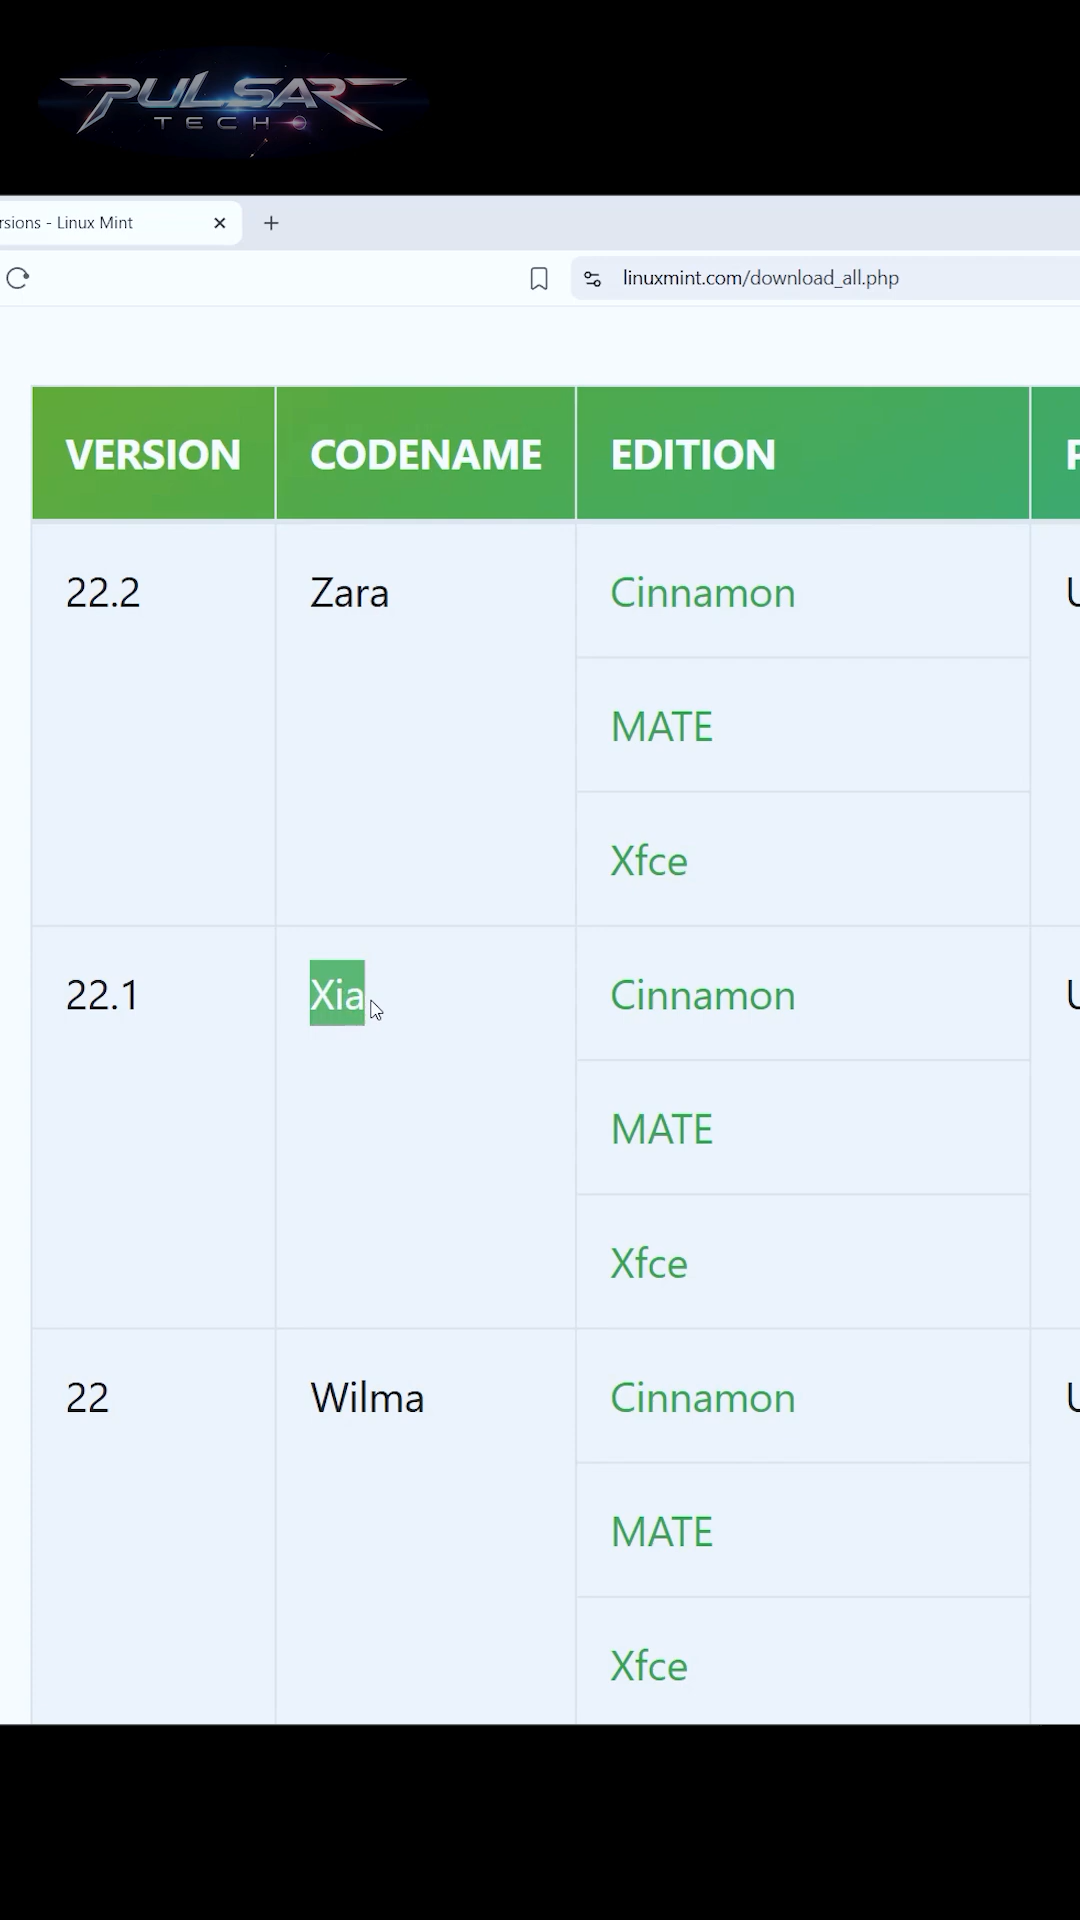 PULSAR
TECH
rsions - Linux Mint
linuxmint.com/download_all.php
VERSION CODENAME EDITION P
22.2 Zara Cinnamon U
MATE
Xfce
22.1 Xia Cinnamon U
MATE
Xfce
22 Wilma Cinnamon U
MATE
Xfce